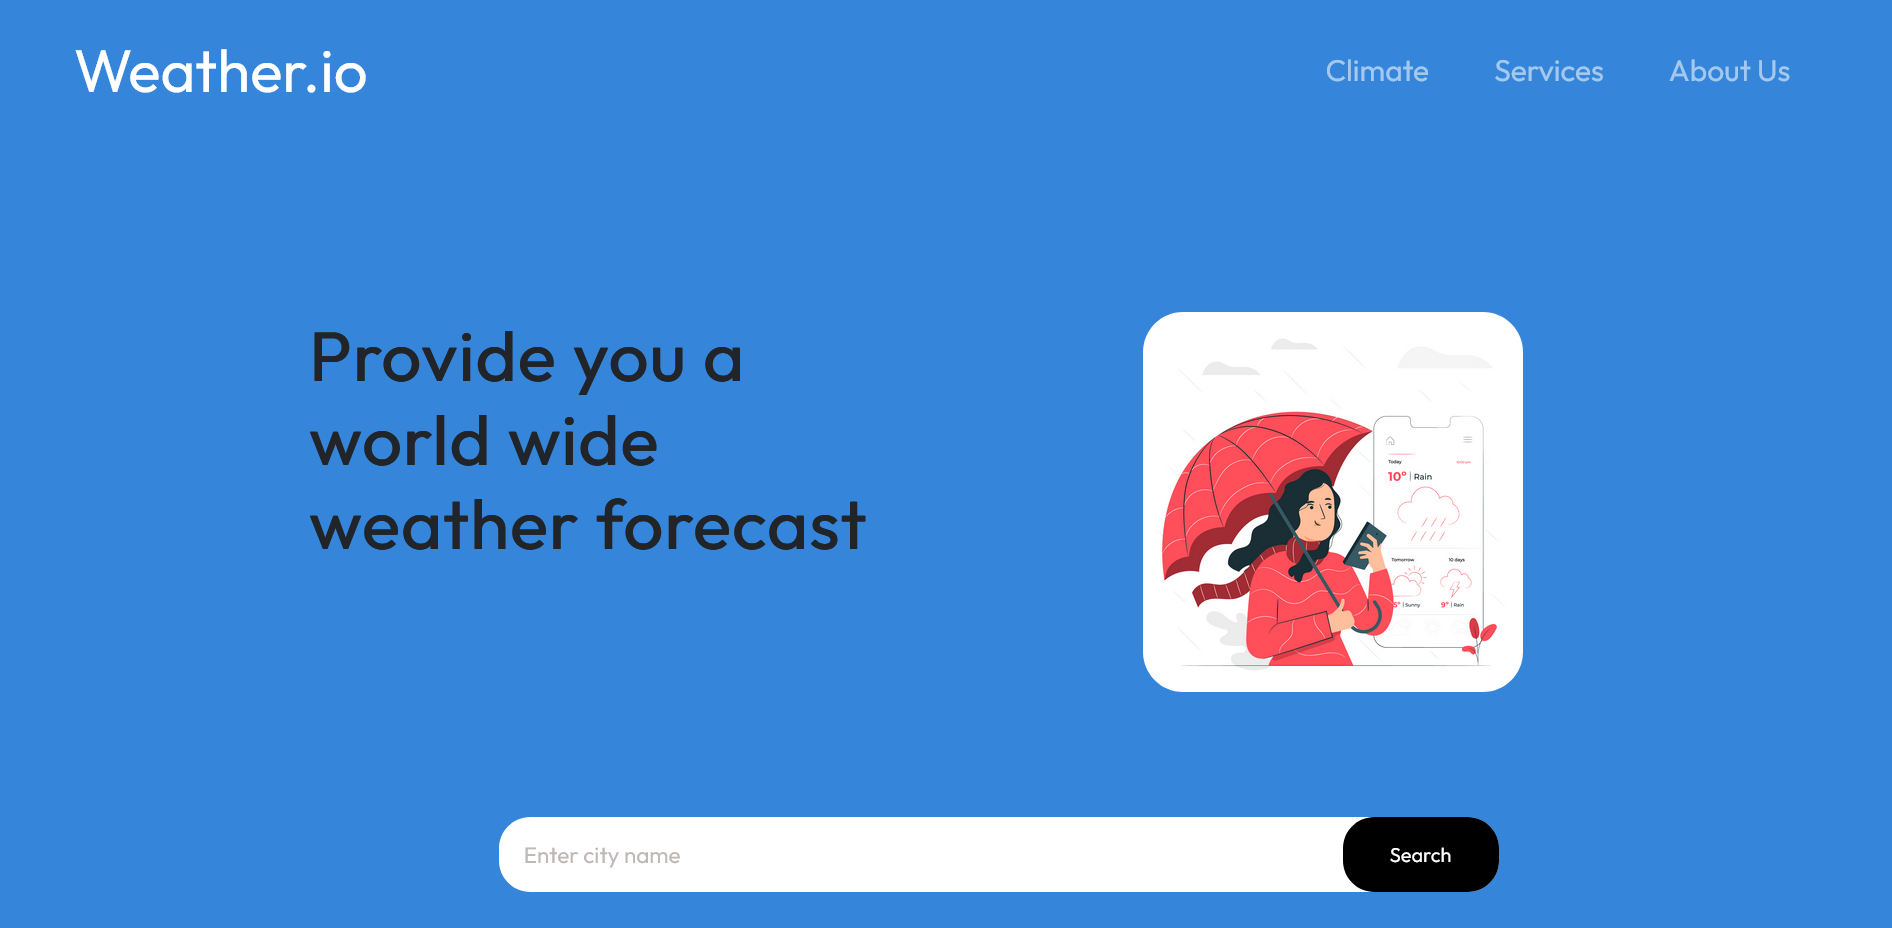 Weather.io
Climate Services About Us
Provide you a
world wide
weather forecast
Today
10° | Rain
Tomorrow 10 days
5° | Sunny 9° | Rain
Enter city name
Search